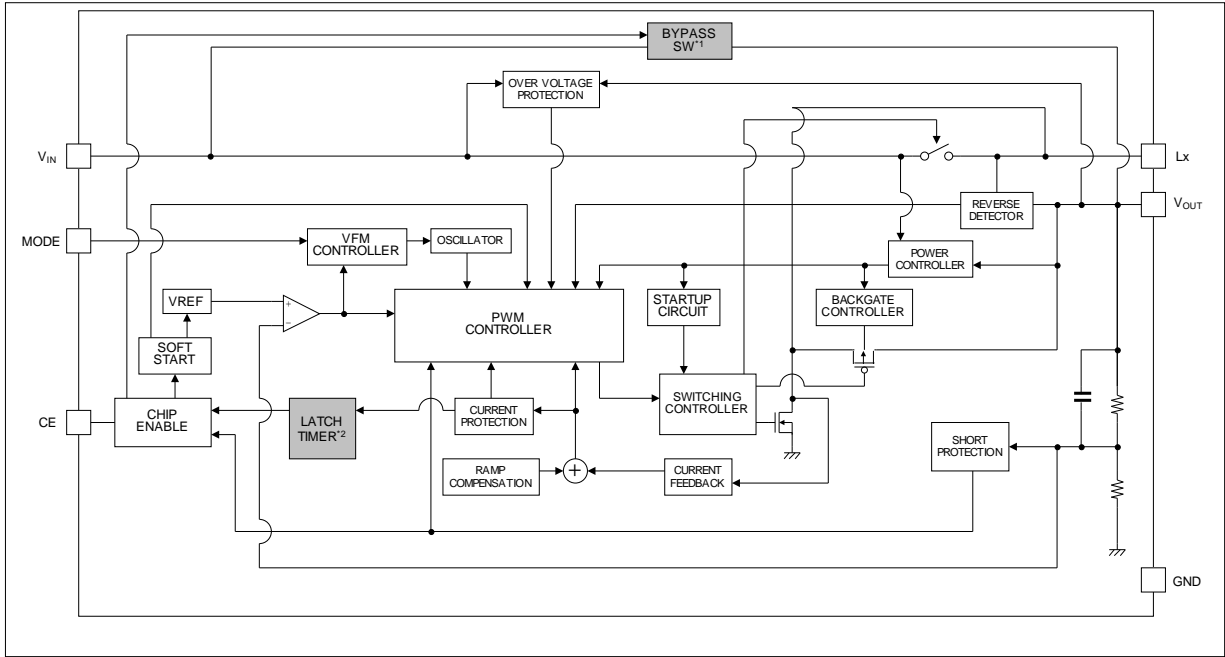 BYPASS
SW*1
OVER VOLTAGE
PROTECTION
VIN
Lx
REVERSE
DETECTOR
VOUT
MODE
VFM
CONTROLLER
OSCILLATOR
POWER
CONTROLLER
VREF
+
−
PWM
CONTROLLER
STARTUP
CIRCUIT
BACKGATE
CONTROLLER
SOFT
START
SWITCHING
CONTROLLER
CE
CHIP
ENABLE
LATCH
TIMER*2
CURRENT
PROTECTION
SHORT
PROTECTION
RAMP
COMPENSATION
+
CURRENT
FEEDBACK
GND